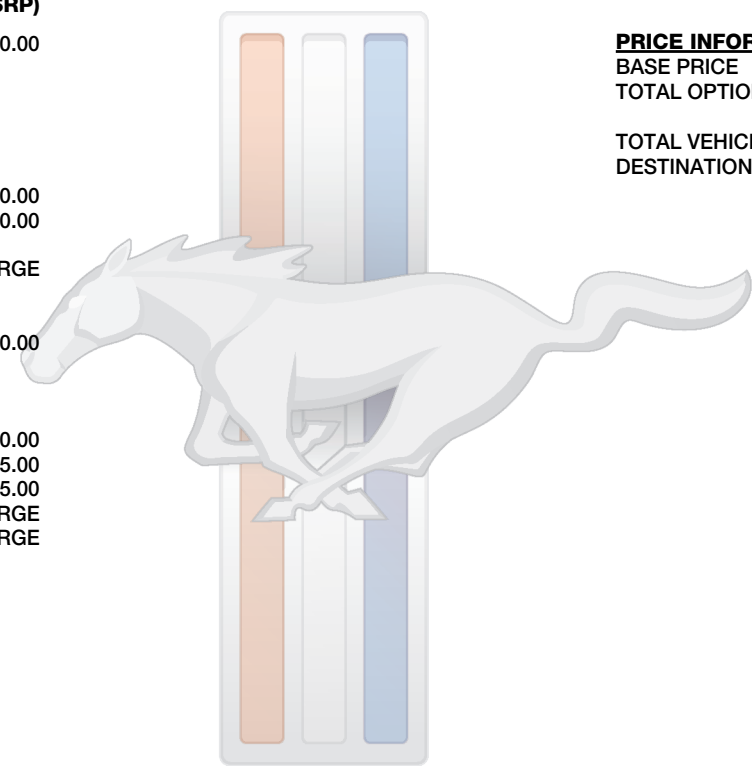 SRP)
0.00
0.00
0.00
RGE
0.00
0.00
5.00
5.00
RGE
RGE
PRICE INFOR
BASE PRICE
TOTAL OPTIO
TOTAL VEHICL
DESTINATION